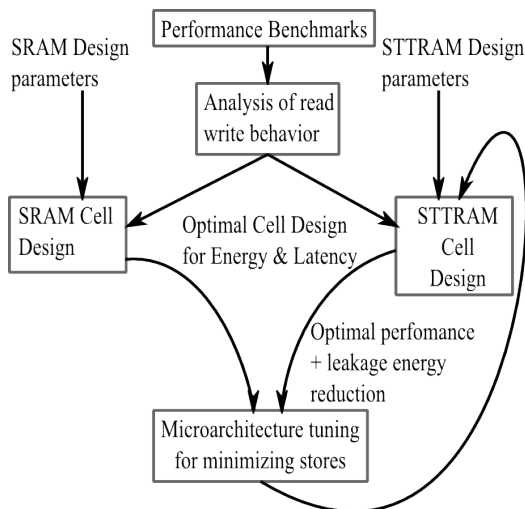 Performance Benchmarks
SRAM Design
parameters
STTRAM Design
parameters
Analysis of read
write behavior
SRAM Cell
Design
Optimal Cell Design
for Energy & Latency
STTRAM
Cell
Design
Optimal perfomance
+ leakage energy
reduction
Microarchitecture tuning
for minimizing stores